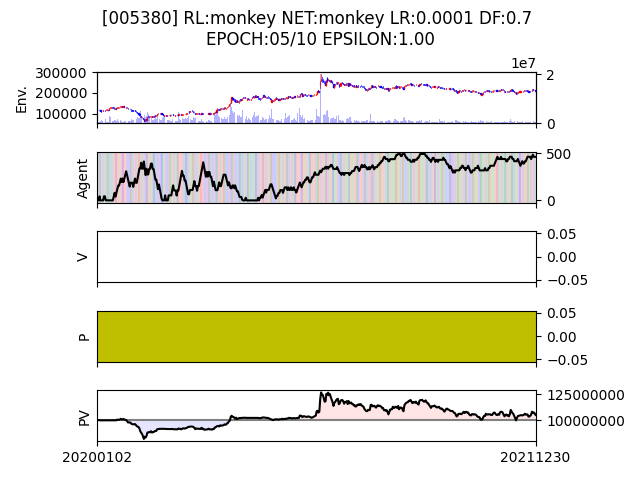 [005380] RL:monkey NET:monkey LR:0.0001 DF:0.7
EPOCH:05/10 EPSILON:1.00
1e7
300000
200000
100000
Env.
2
0
Agent
500
0
V
0.05
0.00
−0.05
P
0.05
0.00
−0.05
PV
125000000
100000000
20200102
20211230